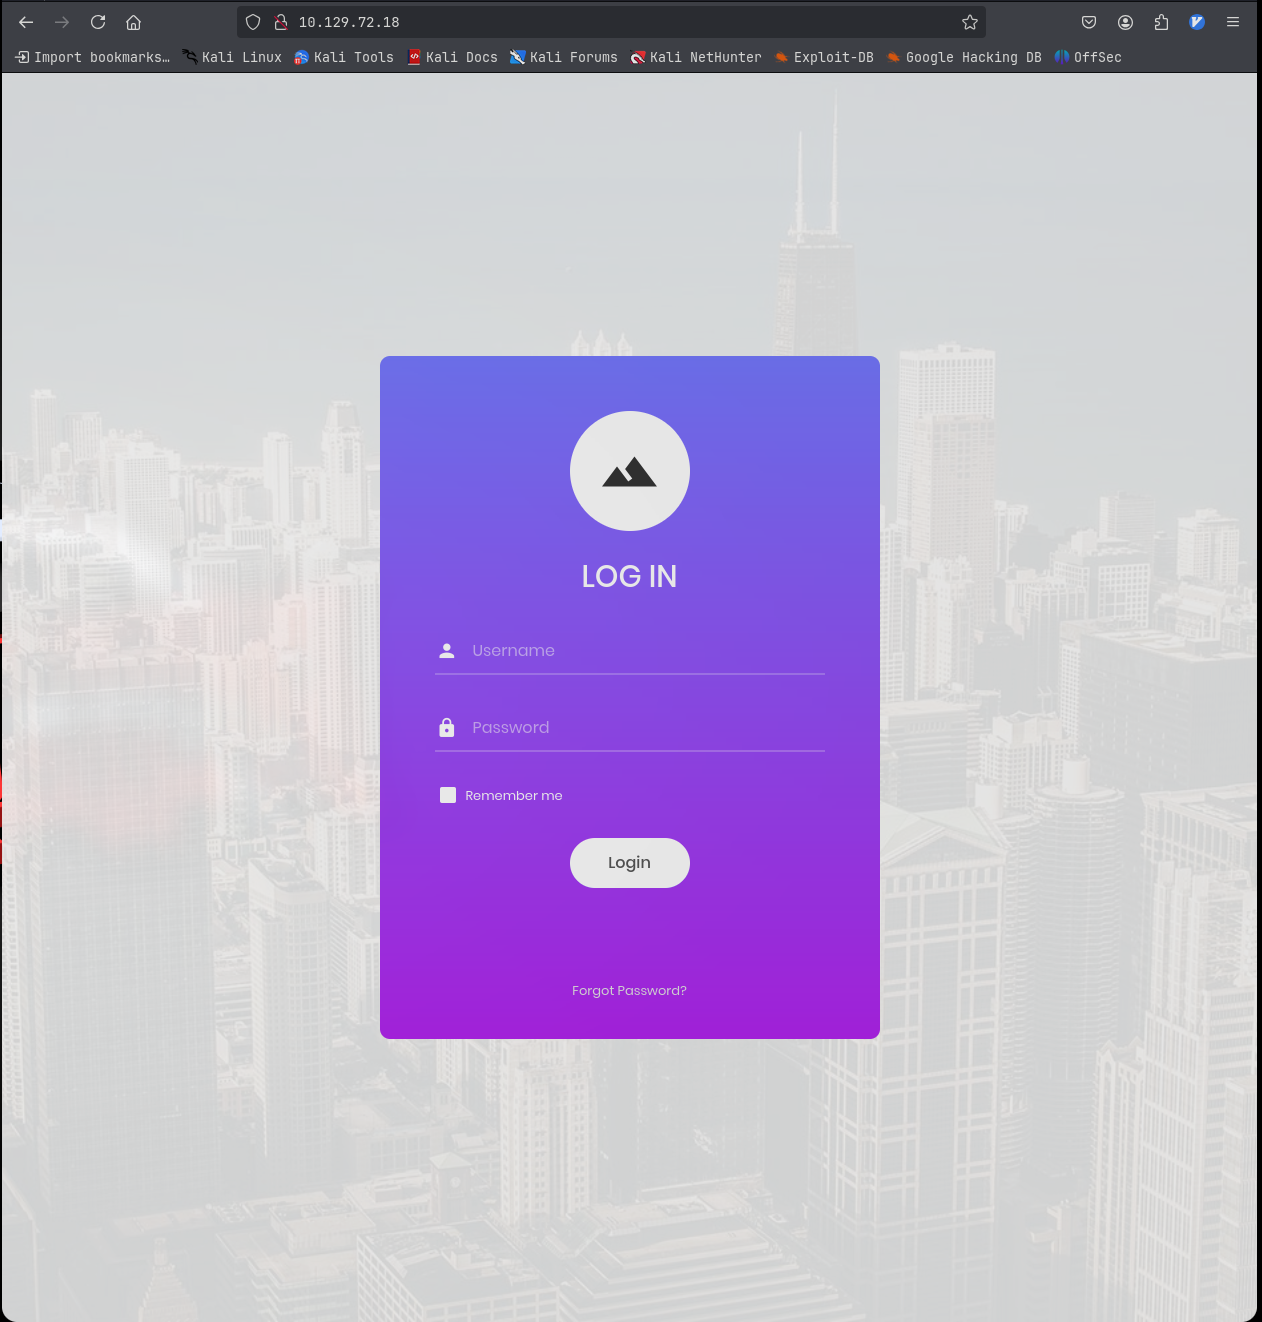 10.129.72.18
Import bookmarks… Kali Linux Kali Tools Kali Docs Kali Forums Kali NetHunter Exploit-DB Google Hacking DB OffSec
LOG IN
Username
Password
Remember me
Login
Forgot Password?